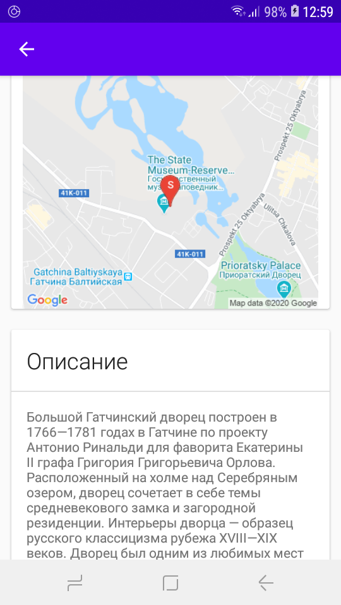 98% 12:59
Prospekt 25 Oktyabrya
The State
Museum-Reserve...
Государственный
41K-011
Ulitsa Chkalova
Prospekt 25 Oktyabrya
41K-011
Gatchina Baltiyskaya
Гатчина Балтийская
Prioratsky Palace
Приоратский Дворец
Google
Map data ©2020 Google
Описание
Большой Гатчинский дворец построен в
1766—1781 годах в Гатчине по проекту
Антонио Ринальди для фаворита Екатерины
II графа Григория Григорьевича Орлова.
Расположенный на холме над Серебряным
озером, дворец сочетает в себе темы
средневекового замка и загородной
резиденции. Интерьеры дворца — образец
русского классицизма рубежа XVIII—XIX
веков. Дворец был одним из любимых мест